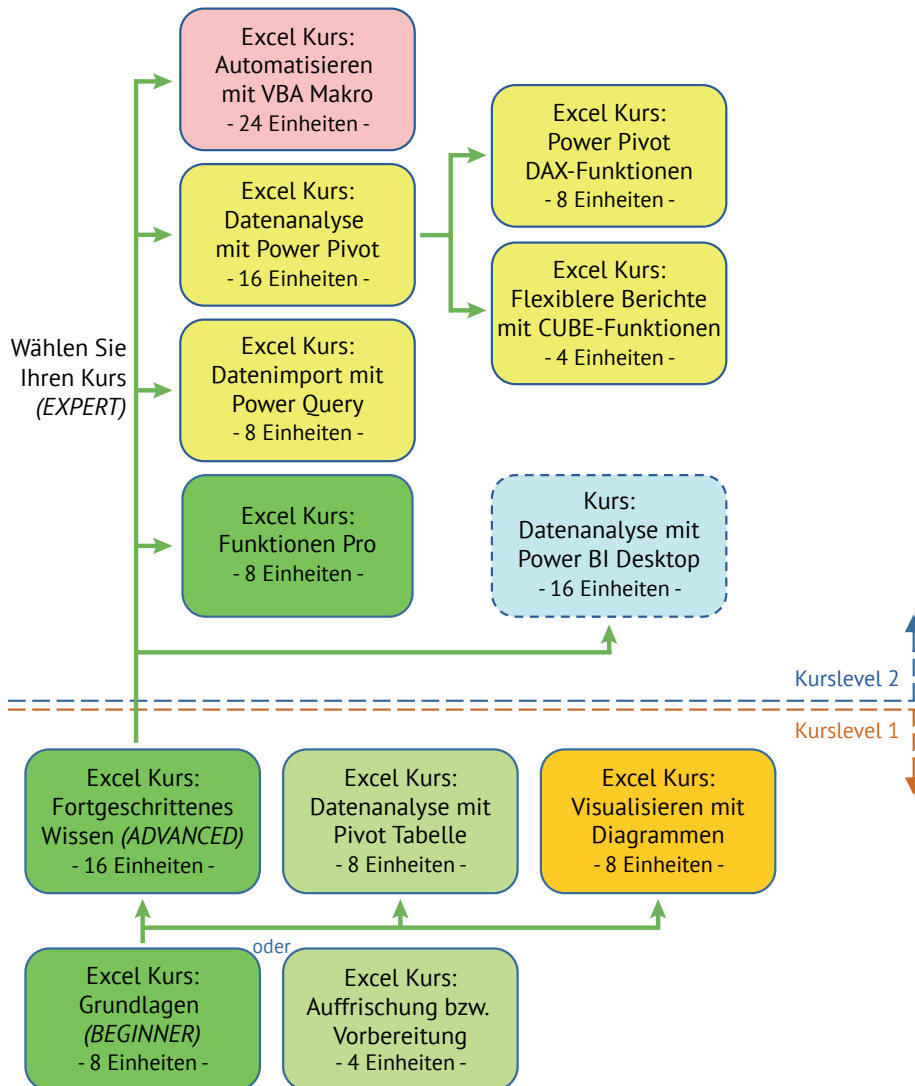 Excel Kurs:
Automatisieren
mit VBA Makro
- 24 Einheiten -
Excel Kurs:
Power Pivot
DAX-Funktionen
- 8 Einheiten -
Excel Kurs:
Datenanalyse
mit Power Pivot
- 16 Einheiten -
Excel Kurs:
Flexiblere Berichte
mit CUBE-Funktionen
- 4 Einheiten -
Wählen Sie
Ihren Kurs
(EXPERT)
Excel Kurs:
Datenimport mit
Power Query
- 8 Einheiten -
Excel Kurs:
Funktionen Pro
- 8 Einheiten -
Kurs:
Datenanalyse mit
Power BI Desktop
- 16 Einheiten -
Kurslevel 2
Kurslevel 1
Excel Kurs:
Fortgeschrittenes
Wissen (ADVANCED)
- 16 Einheiten -
Excel Kurs:
Datenanalyse mit
Pivot Tabelle
- 8 Einheiten -
Excel Kurs:
Visualisieren mit
Diagrammen
- 8 Einheiten -
oder
Excel Kurs:
Grundlagen
(BEGINNER)
- 8 Einheiten -
Excel Kurs:
Auffrischung bzw.
Vorbereitung
- 4 Einheiten -